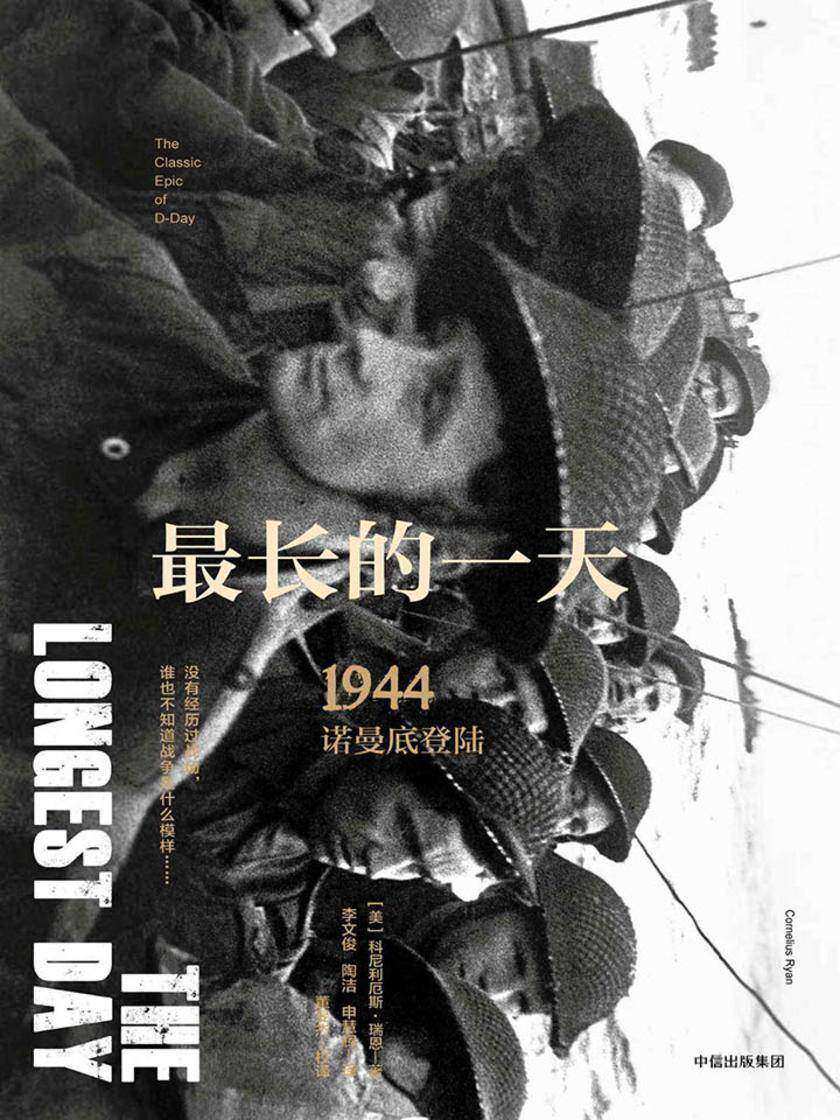 The
Classic
Epic
of
D-Day
最长的一天
1944
诺曼底登陆
没有经历过
谁也不知道战争是什么模样……
THE
LONGEST DAY
[美]科尼利厄斯·瑞恩 著
李文俊 陶洁 申慧辉 译
Cornelius Ryan
中信出版集团